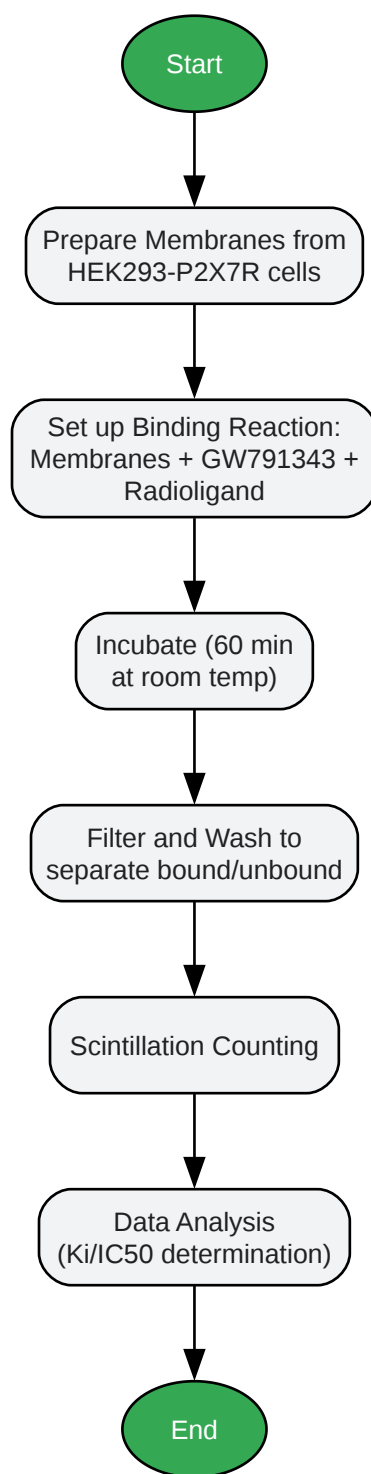 Start
Prepare Membranes from
HEK293-P2X7R cells
Set up Binding Reaction:
Membranes + GW791343 +
Radioligand
Incubate (60 min
at room temp)
Filter and Wash to
separate bound/unbound
Scintillation Counting
Data Analysis
(Ki/IC50 determination)
End